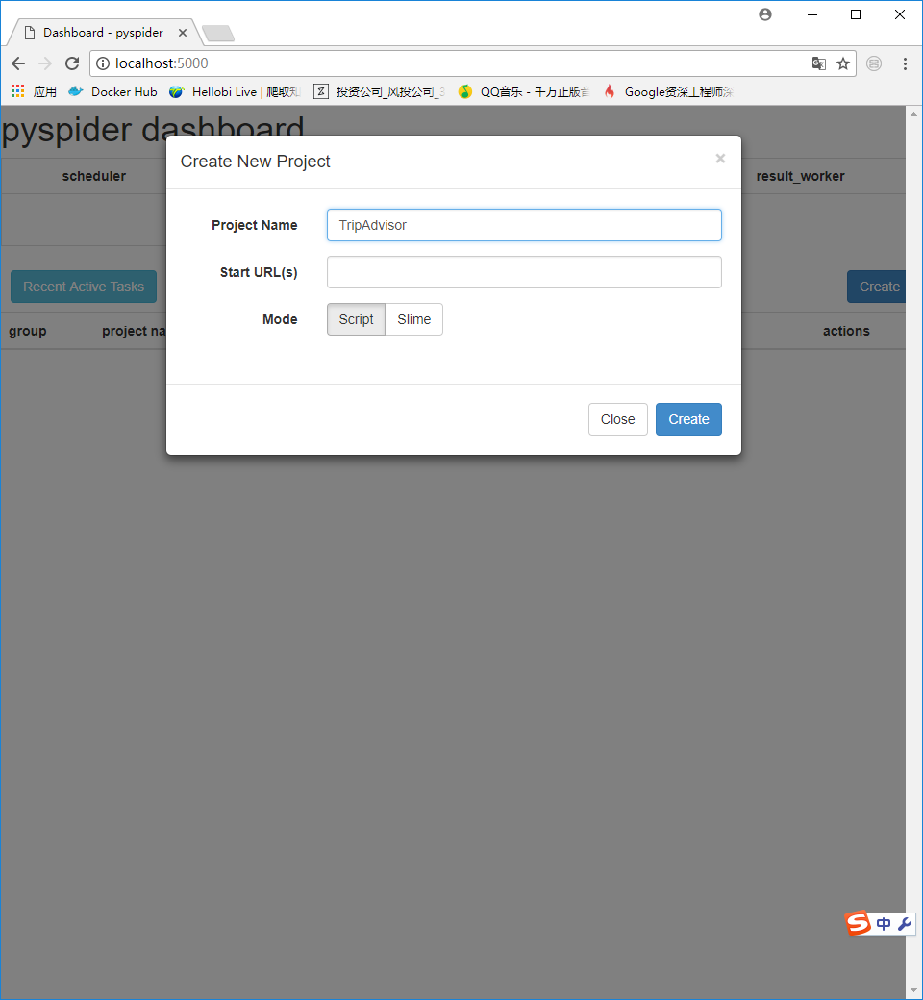 Dashboard - pyspider
localhost:5000
应用 Docker Hub Hellobi Live | 爬取知 投资公司_风投公司_ QQ音乐 - 千万正版音 Google资深工程师深
pyspider dashboard
Create New Project ×
scheduler result_worker
Project Name TripAdvisor
Start URL(s)
Recent Active Tasks Create
Mode Script Slime
group project na actions
Close Create
中